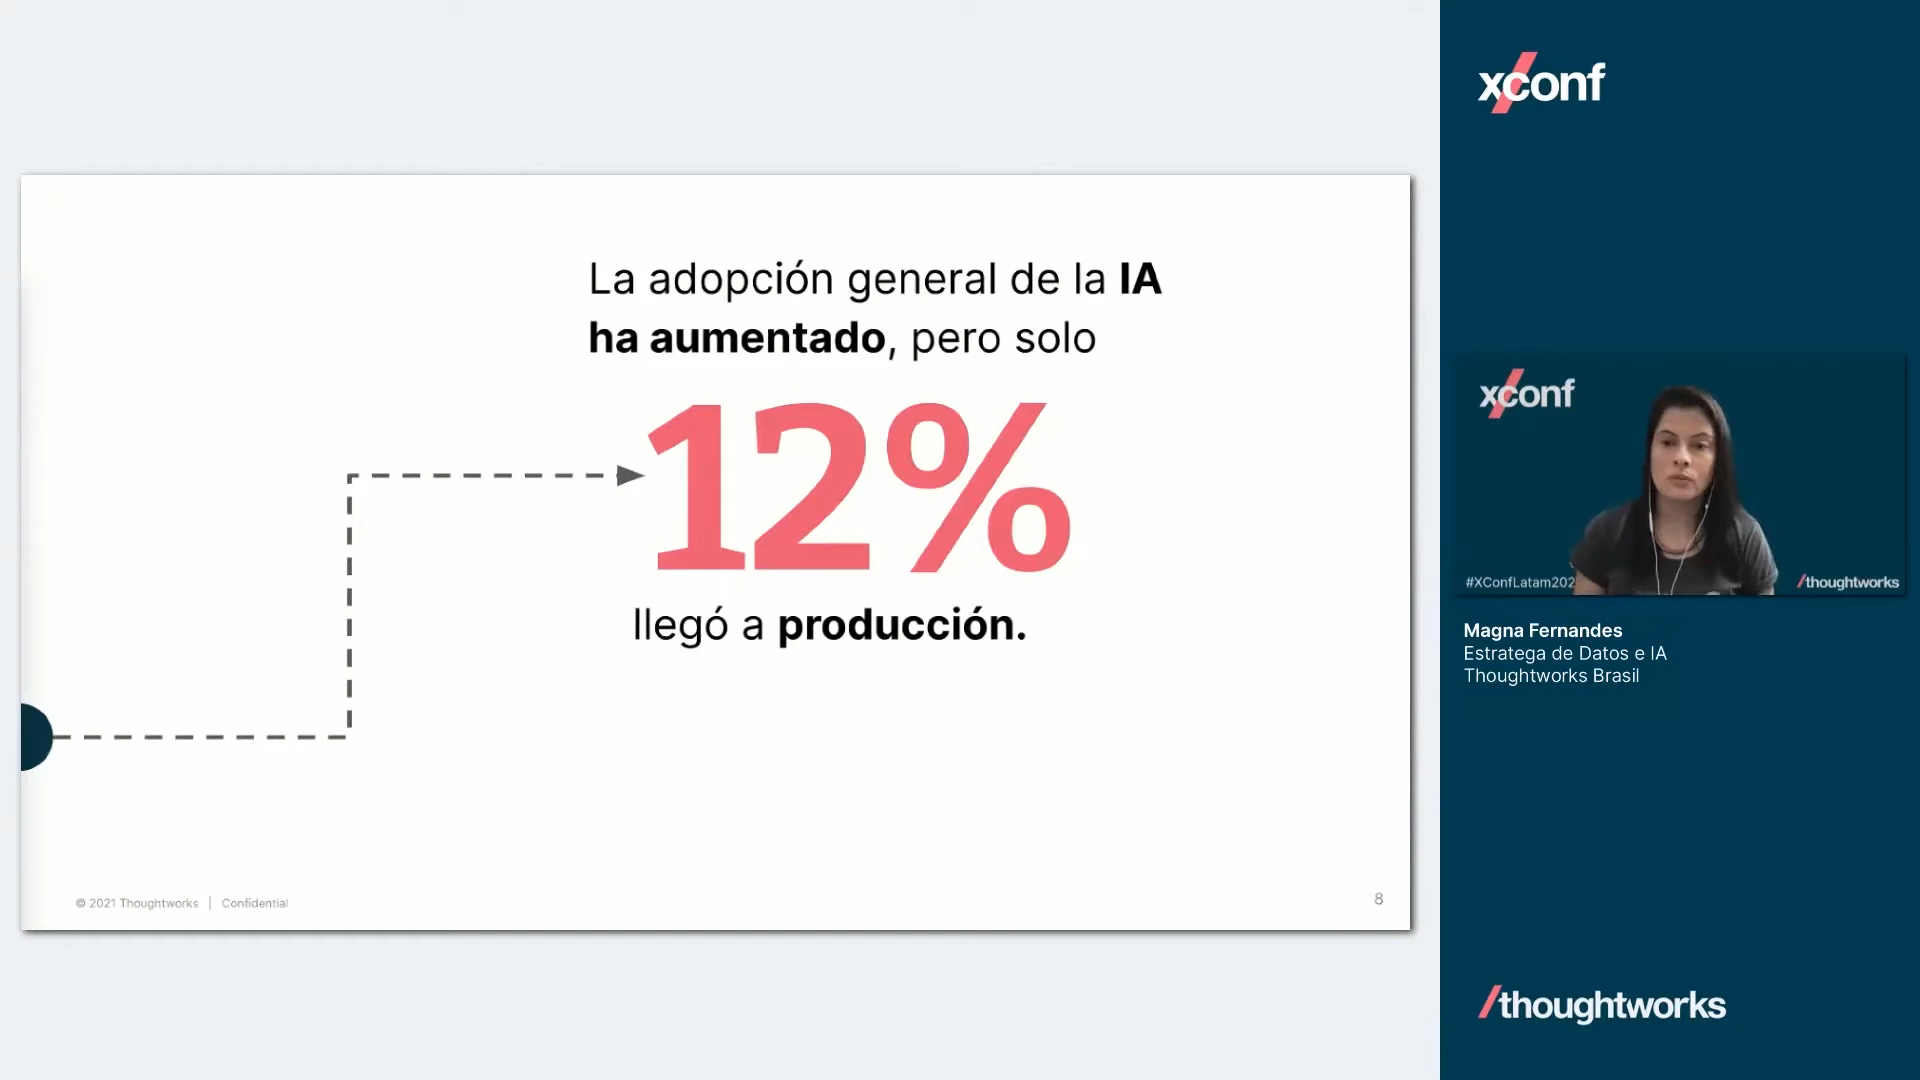 La adopción general de la IA
ha aumentado, pero solo
12%
llegó a producción.
© 2021 Thoughtworks | Confidential
8
xconf
xconf
#XConfLatam202
/thoughtworks
Magna Fernandes
Estratega de Datos e IA
Thoughtworks Brasil
/thoughtworks